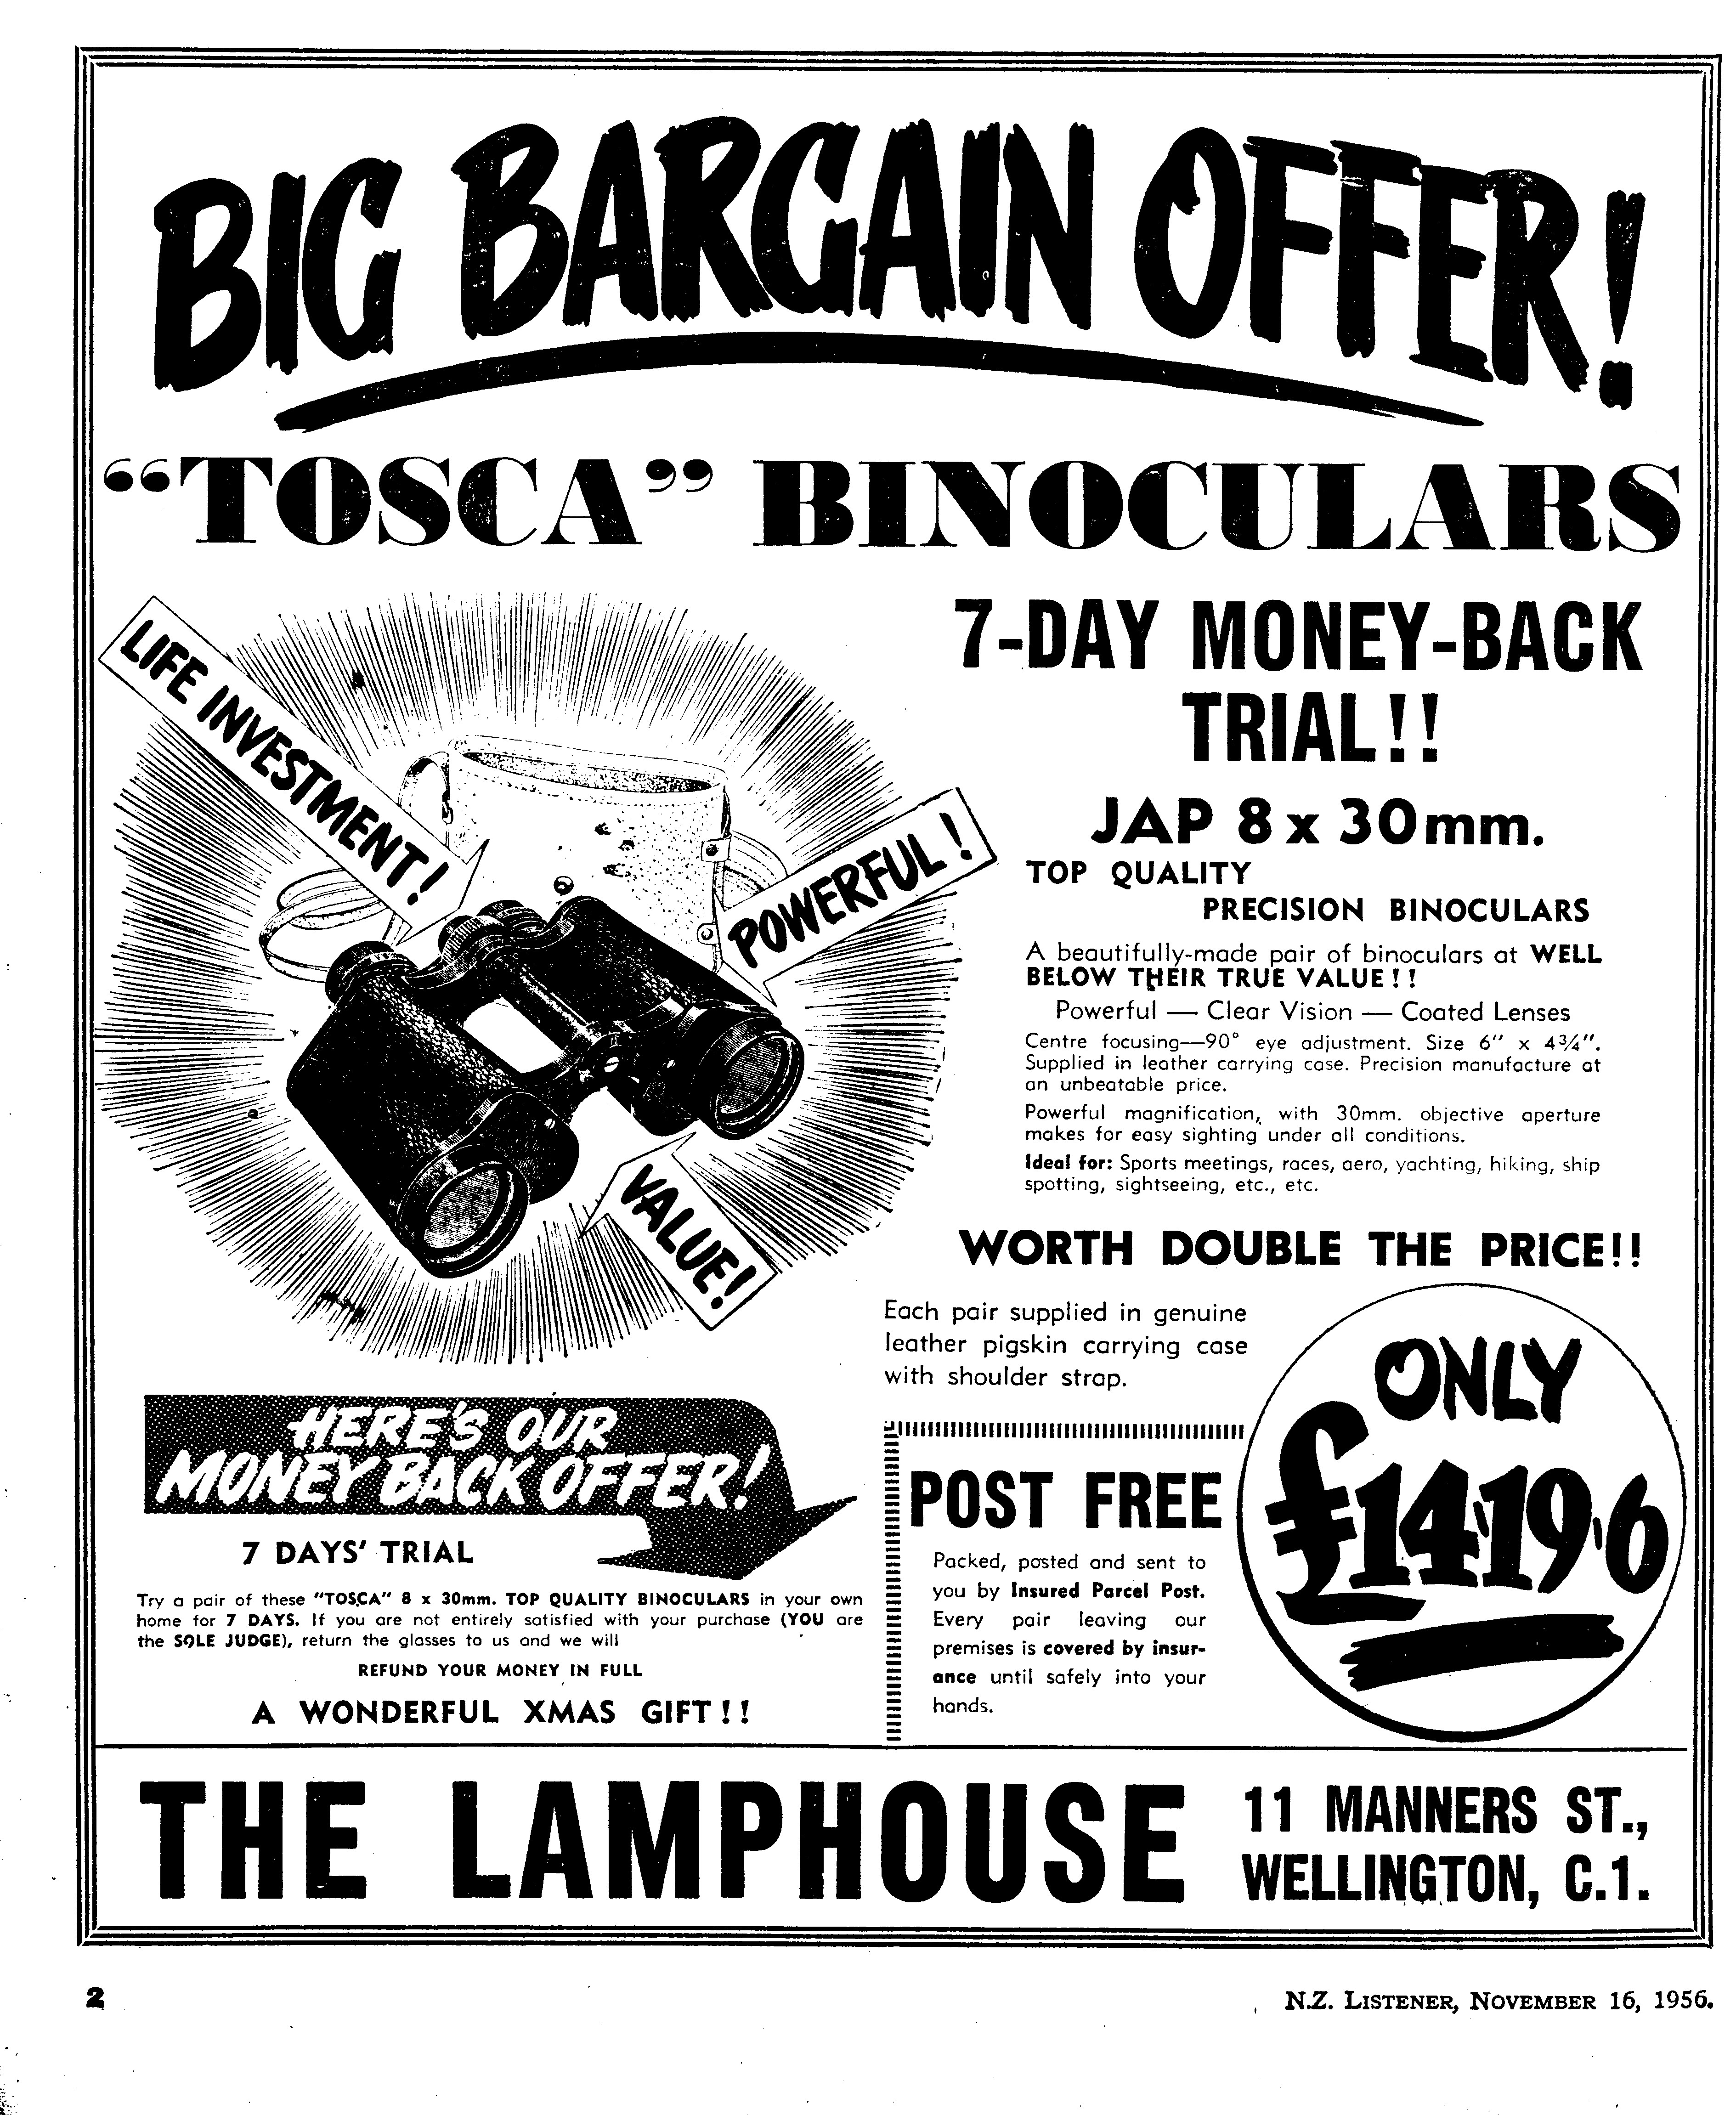 BIG BARGAIN OFFER!
“TOSCA” BINOCULARS
LIFE INVESTMENT!
POWERFUL!
VALUE!
7-DAY MONEY-BACK
TRIAL!!
JAP 8 x 30mm.
TOP QUALITY
PRECISION BINOCULARS
A beautifully-made pair of binoculars at WELL
BELOW THEIR TRUE VALUE!!
Powerful — Clear Vision — Coated Lenses
Centre focusing—90° eye adjustment. Size 6″ x 4¾″.
Supplied in leather carrying case. Precision manufacture at
an unbeatable price.
Powerful magnification, with 30mm. objective aperture
makes for easy sighting under all conditions.
Ideal for: Sports meetings, races, aero, yachting, hiking, ship
spotting, sightseeing, etc., etc.
WORTH DOUBLE THE PRICE!!
Each pair supplied in genuine
leather pigskin carrying case
with shoulder strap.
ONLY
£14'19'6
HERE'S OUR
MONEY BACK OFFER!
7 DAYS' TRIAL
Try a pair of these "TOSCA" 8 x 30mm. TOP QUALITY BINOCULARS in your own
home for 7 DAYS. If you are not entirely satisfied with your purchase (YOU are
the SOLE JUDGE), return the glasses to us and we will
REFUND YOUR MONEY IN FULL
A WONDERFUL XMAS GIFT!!
POST FREE
Packed, posted and sent to
you by Insured Parcel Post.
Every pair leaving our
premises is covered by insur-
ance until safely into your
hands.
THE LAMPHOUSE
11 MANNERS ST.,
WELLINGTON, C.1.
2
N.Z. LISTENER, NOVEMBER 16, 1956.